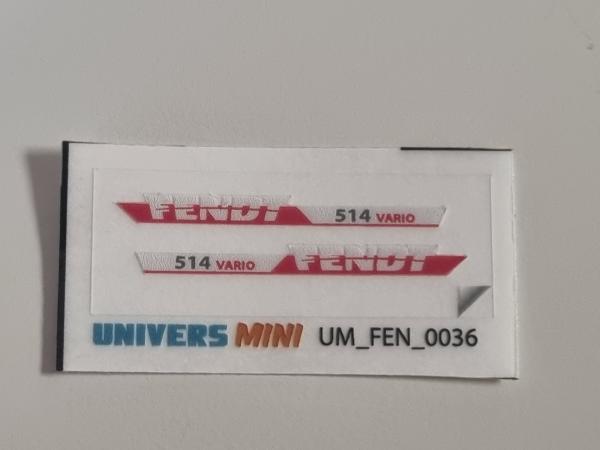 FENDT 514 VARIO
514 VARIO FENDT
UNIVERS MINI UM_FEN_0036